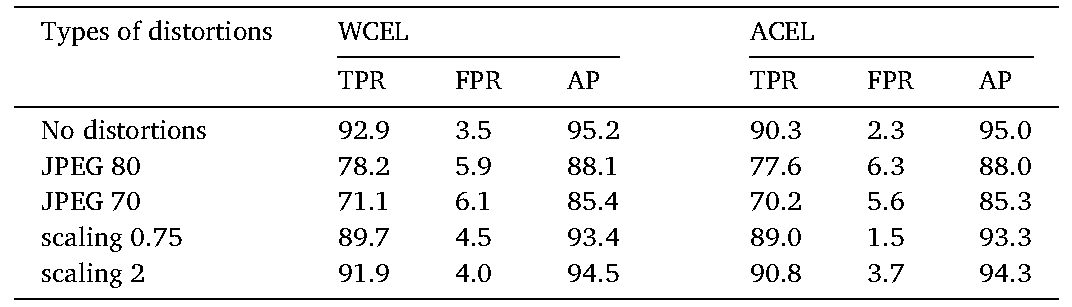 Types of distortions WCEL ACEL
TPR FPR AP TPR FPR AP
No distortions 92.9 3.5 95.2 90.3 2.3 95.0
JPEG 80 78.2 5.9 88.1 77.6 6.3 88.0
JPEG 70 71.1 6.1 85.4 70.2 5.6 85.3
scaling 0.75 89.7 4.5 93.4 89.0 1.5 93.3
scaling 2 91.9 4.0 94.5 90.8 3.7 94.3